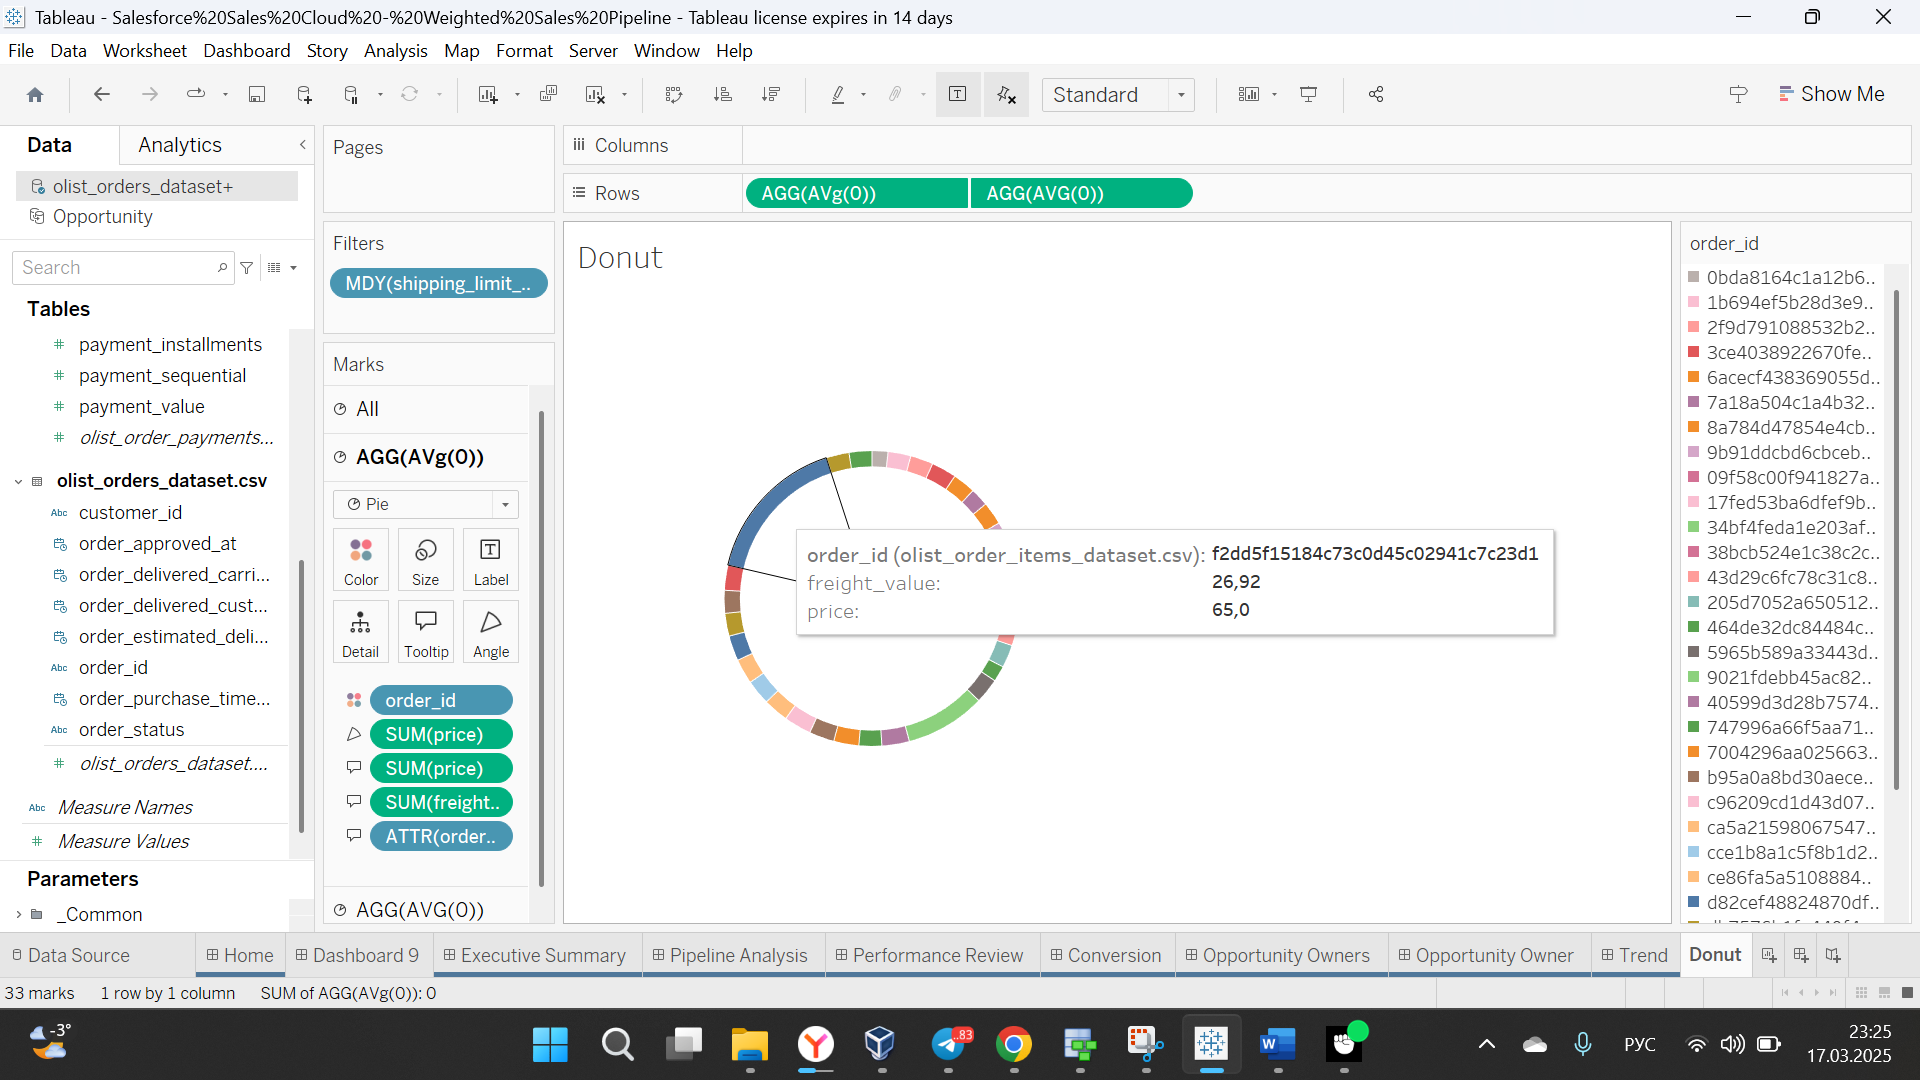 Tableau - Salesforce%20Sales%20Cloud%20-%20Weighted%20Sales%20Pipeline - Tableau license expires in 14 days
File Data Worksheet Dashboard Story Analysis Map Format Server Window Help
Standard
Show Me
Data
Analytics
olist_orders_dataset+
Opportunity
Search
Tables
# payment_installments
# payment_sequential
# payment_value
# olist_order_payments...
olist_orders_dataset.csv
Abc customer_id
order_approved_at
order_delivered_carri...
order_delivered_cust...
order_estimated_deli...
Abc order_id
order_purchase_time...
Abc order_status
# olist_orders_dataset....
Abc Measure Names
# Measure Values
Parameters
_Common
Pages
Filters
MDY(shipping_limit_..
Marks
All
AGG(AVg(0))
Pie
Color
Size
Label
Detail
Tooltip
Angle
order_id
SUM(price)
SUM(price)
SUM(freight..
ATTR(order..
AGG(AVG(0))
Columns
Rows
AGG(AVg(0))
AGG(AVG(0))
Donut
order_id (olist_order_items_dataset.csv): f2dd5f15184c73c0d45c02941c7c23d1
freight_value: 26,92
price: 65,0
order_id
0bda8164c1a12b6..
1b694ef5b28d3e9..
2f9d791088532b2..
3ce4038922670fe..
6acecf438369055d..
7a18a504c1a4b32..
8a784d47854e4cb..
9b91ddcbd6cbceb..
09f58c00f941827a..
17fed53ba6dfef9b..
34bf4feda1e203af..
38bcb524e1c38c2c..
43d29c6fc78c31c8..
205d7052a650512..
464de32dc84484c..
5965b589a33443d..
9021fdebb45ac82..
40599d3d28b7574..
747996a66f5aa71..
7004296aa025663..
b95a0a8bd30aece..
c96209cd1d43d07..
ca5a21598067547..
cce1b8a1c5f8b1d2..
ce86fa5a5108884..
d82cef48824870df..
Data Source
Home
Dashboard 9
Executive Summary
Pipeline Analysis
Performance Review
Conversion
Opportunity Owners
Opportunity Owner
Trend
Donut
33 marks 1 row by 1 column SUM of AGG(AVg(0)): 0
-3°
..83
РУС
23:25
17.03.2025